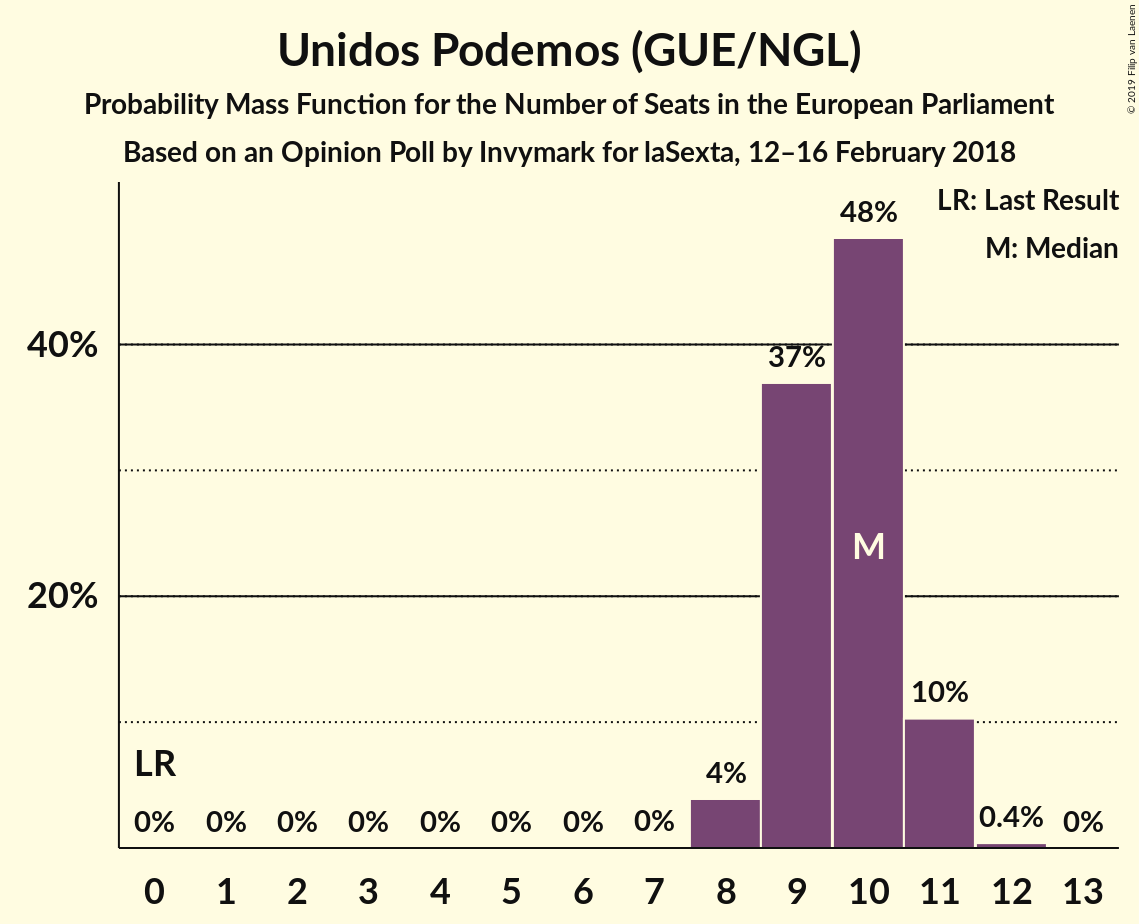 Unidos Podemos (GUE/NGL)
Probability Mass Function for the Number of Seats in the European Parliament
Based on an Opinion Poll by Invymark for laSexta, 12–16 February 2018
© 2019 Filip van Laenen
LR: Last Result
M: Median
48%
40%
37%
M
20%
10%
LR
4%
0% 0% 0% 0% 0% 0% 0% 0% 0.4% 0%
0 1 2 3 4 5 6 7 8 9 10 11 12 13